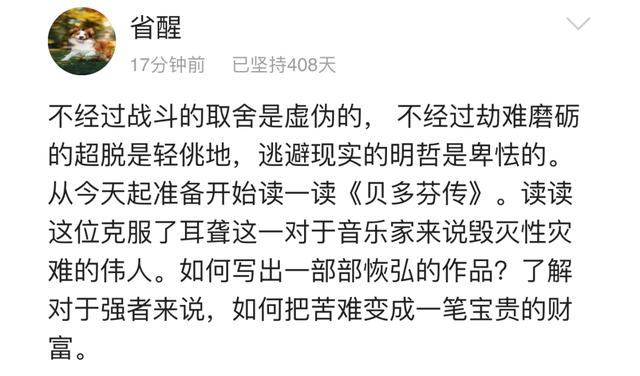 省醒
17分钟前 已坚持408天
不经过战斗的取舍是虚伪的， 不经过劫难磨砺
的超脱是轻佻地，逃避现实的明哲是卑怯的。
从今天起准备开始读一读《贝多芬传》。读读
这位克服了耳聋这一对于音乐家来说毁灭性灾
难的伟人。如何写出一部部恢弘的作品？了解
对于强者来说，如何把苦难变成一笔宝贵的财
富。